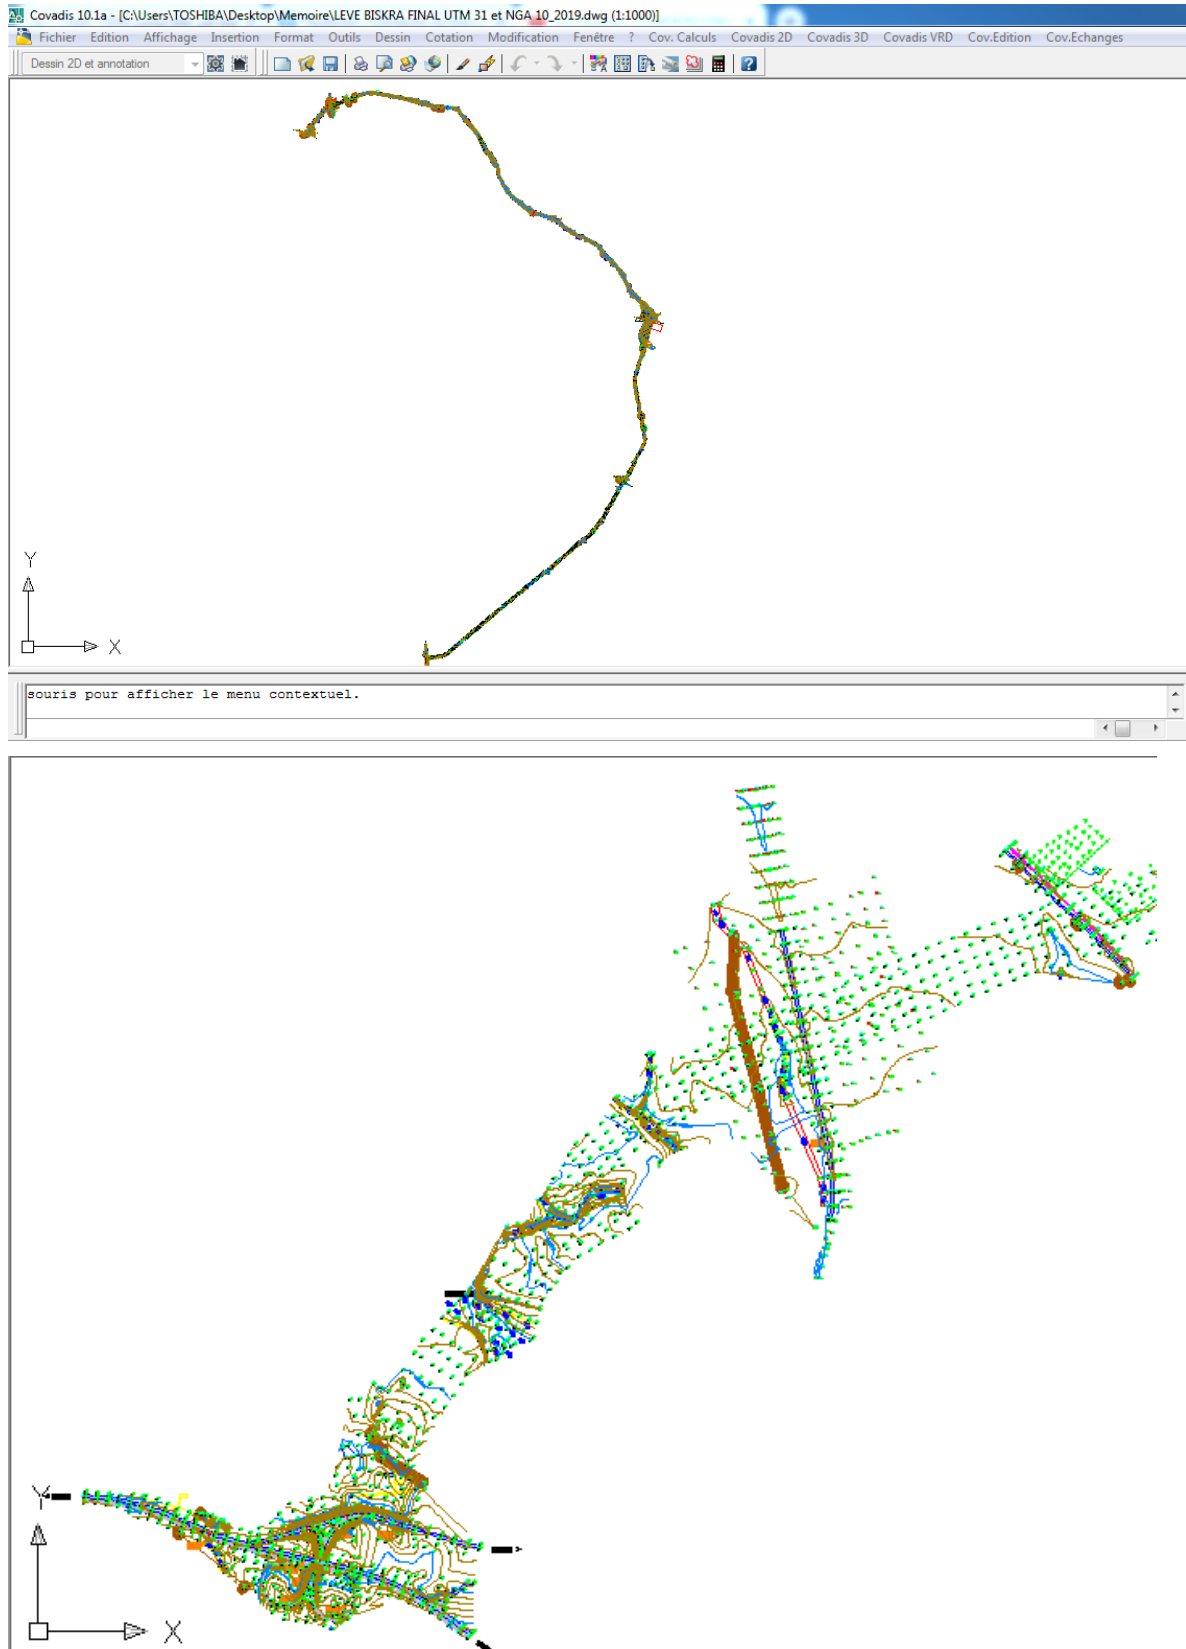 Covadis 10.1a - [C:\Users\TOSHIBA\Desktop\Memoire\LEVE BISKRA FINAL UTM 31 et NGA 10_2019.dwg (1:1000)]
Fichier Edition Affichage Insertion Format Outils Dessin Cotation Modification Fenêtre ? Cov. Calculs Covadis 2D Covadis 3D Covadis VRD Cov.Edition Cov.Echanges
Dessin 2D et annotation
Y
X
souris pour afficher le menu contextuel.
Y
X